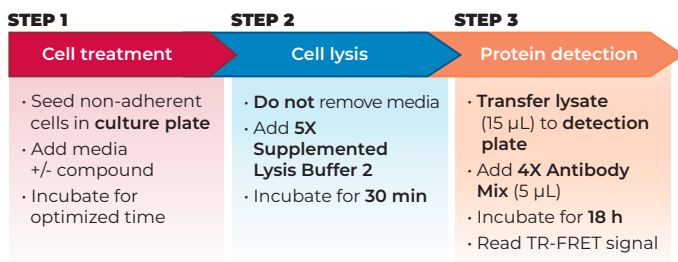 STEP 1
Cell treatment
· Seed non-adherent
cells in culture plate
· Add media
+/- compound
· Incubate for
optimized time
STEP 2
Cell lysis
· Do not remove media
· Add 5X
Supplemented
Lysis Buffer 2
· Incubate for 30 min
STEP 3
Protein detection
· Transfer lysate
(15 µL) to detection
plate
· Add 4X Antibody
Mix (5 µL)
· Incubate for 18 h
· Read TR-FRET signal